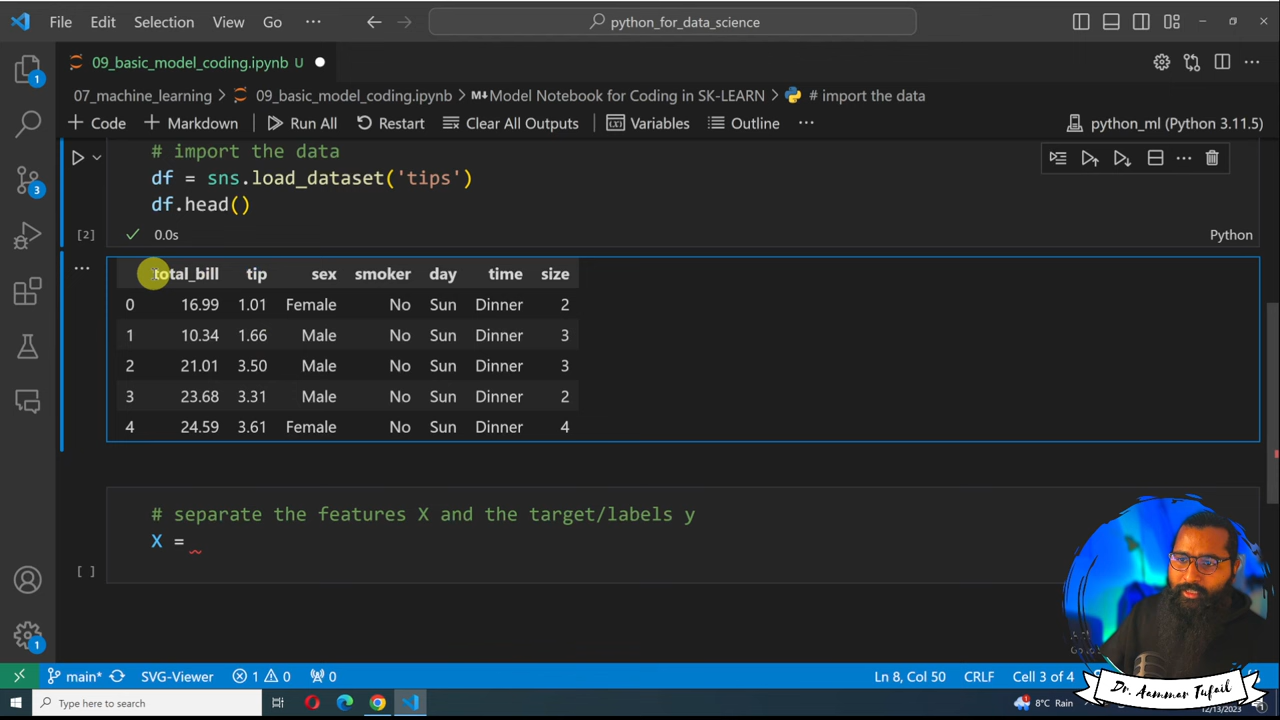 File Edit Selection View Go ··· python_for_data_science
09_basic_model_coding.ipynb U
07_machine_learning > 09_basic_model_coding.ipynb > M↓Model Notebook for Coding in SK-LEARN > # import the data
+ Code + Markdown Run All Restart Clear All Outputs Variables Outline ··· python_ml (Python 3.11.5)
# import the data
df = sns.load_dataset('tips')
df.head()
[2] 0.0s Python
total_bill tip sex smoker day time size
0 16.99 1.01 Female No Sun Dinner 2
1 10.34 1.66 Male No Sun Dinner 3
2 21.01 3.50 Male No Sun Dinner 3
3 23.68 3.31 Male No Sun Dinner 2
4 24.59 3.61 Female No Sun Dinner 4
# separate the features X and the target/labels y
X =
[ ]
1
3
1
main* SVG-Viewer 1 0 0 Ln 8, Col 50 CRLF Cell 3 of 4
Type here to search 8°C Rain 12/13/2023
Dr. Aammar Tufail